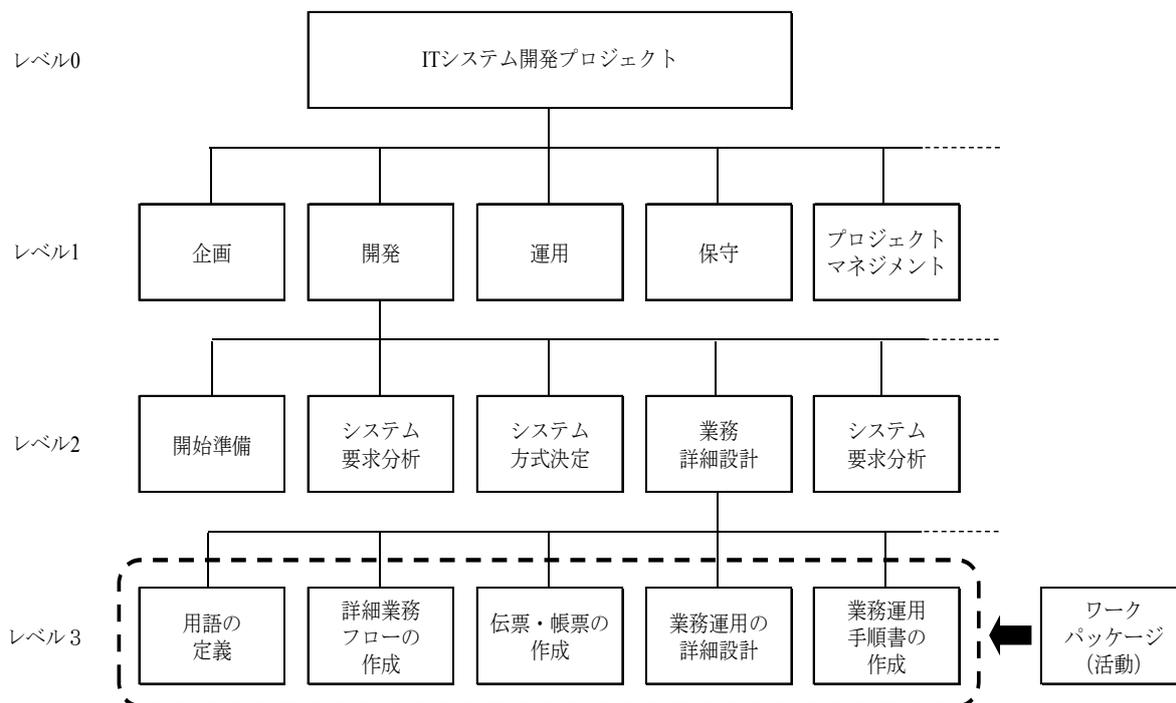 レベル0
ITシステム開発プロジェクト
レベル1
企画
開発
運用
保守
プロジェクト
マネジメント
レベル2
開始準備
システム
要求分析
システム
方式決定
業務
詳細設計
システム
要求分析
レベル3
用語の
定義
詳細業務
フローの
作成
伝票・帳票の
作成
業務運用の
詳細設計
業務運用
手順書の
作成
ワーク
パッケージ
(活動)